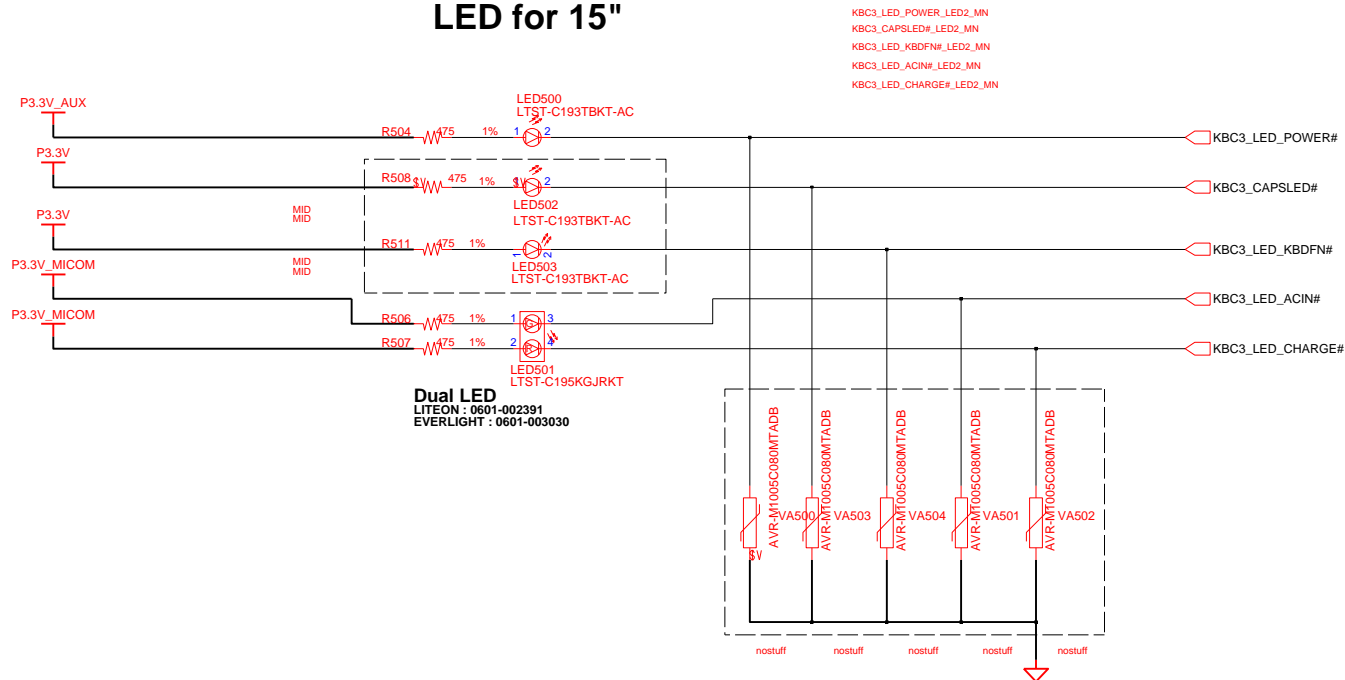 LED for 15"
KBC3_LED_POWER_LED2_MN
KBC3_CAPSLED#_LED2_MN
KBC3_LED_KBDFN#_LED2_MN
KBC3_LED_ACIN#_LED2_MN
KBC3_LED_CHARGE#_LED2_MN
P3.3V_AUX
LED500
LTST-C193TBKT-AC
R504 475 1% 1 2
KBC3_LED_POWER#
P3.3V
R508 $V 475 1% $V 2
KBC3_CAPSLED#
LED502
LTST-C193TBKT-AC
P3.3V
MID
MID
R511 475 1% 1 2
KBC3_LED_KBDFN#
LED503
LTST-C193TBKT-AC
P3.3V_MICOM
MID
MID
KBC3_LED_ACIN#
P3.3V_MICOM
R506 475 1% 1 G 3
R507 475 1% 2 R 4
KBC3_LED_CHARGE#
LED501
LTST-C195KGJRKT
Dual LED
LITEON : 0601-002391
EVERLIGHT : 0601-003030
AVR-M1005C080MTADB
AVR-M1005C080MTADB
AVR-M1005C080MTADB
AVR-M1005C080MTADB
AVR-M1005C080MTADB
VA500 VA503 VA504 VA501 VA502
$V
nostuff nostuff nostuff nostuff nostuff